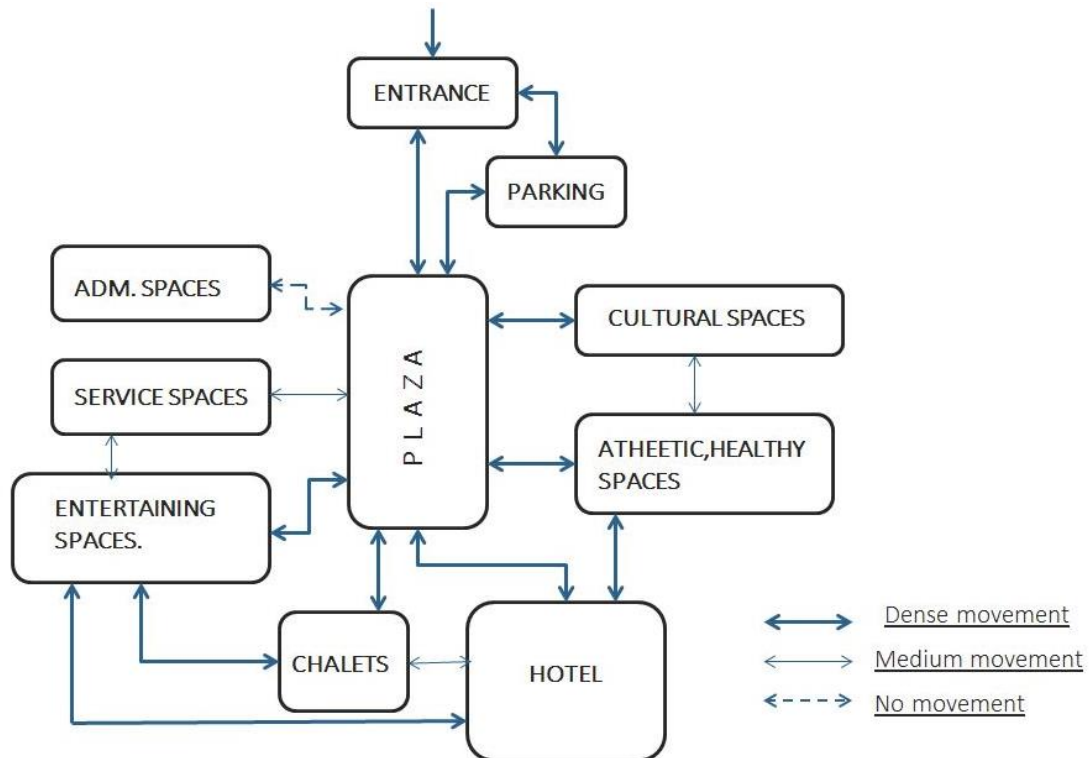 ENTRANCE
PARKING
ADM. SPACES
CULTURAL SPACES
SERVICE SPACES
PLAZA
ATHEETIC,HEALTHY
SPACES
ENTERTAINING
SPACES.
CHALETS
HOTEL
Dense movement
Medium movement
No movement